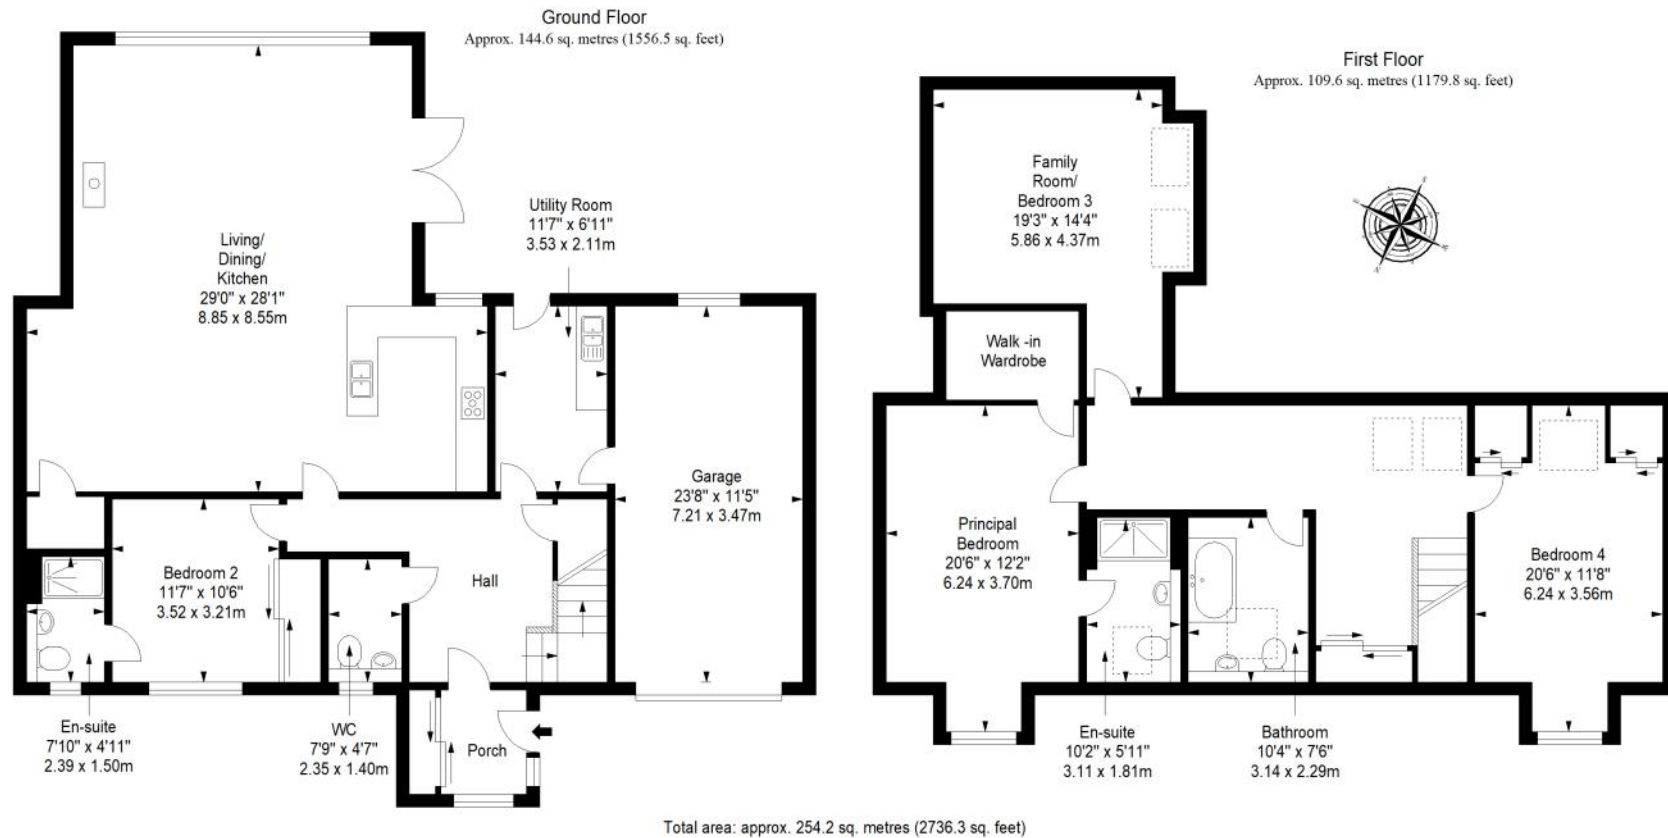 Ground Floor
Approx. 144.6 sq. metres (1556.5 sq. feet)
Living/
Dining/
Kitchen
29'0" x 28'1"
8.85 x 8.55m
Utility Room
11'7" x 6'11"
3.53 x 2.11m
Garage
23'8" x 11'5"
7.21 x 3.47m
Bedroom 2
11'7" x 10'6"
3.52 x 3.21m
Hall
En-suite
7'10" x 4'11"
2.39 x 1.50m
WC
7'9" x 4'7"
2.35 x 1.40m
Porch
First Floor
Approx. 109.6 sq. metres (1179.8 sq. feet)
Family
Room/
Bedroom 3
19'3" x 14'4"
5.86 x 4.37m
Walk -in
Wardrobe
Principal
Bedroom
20'6" x 12'2"
6.24 x 3.70m
Bedroom 4
20'6" x 11'8"
6.24 x 3.56m
En-suite
10'2" x 5'11"
3.11 x 1.81m
Bathroom
10'4" x 7'6"
3.14 x 2.29m
Total area: approx. 254.2 sq. metres (2736.3 sq. feet)